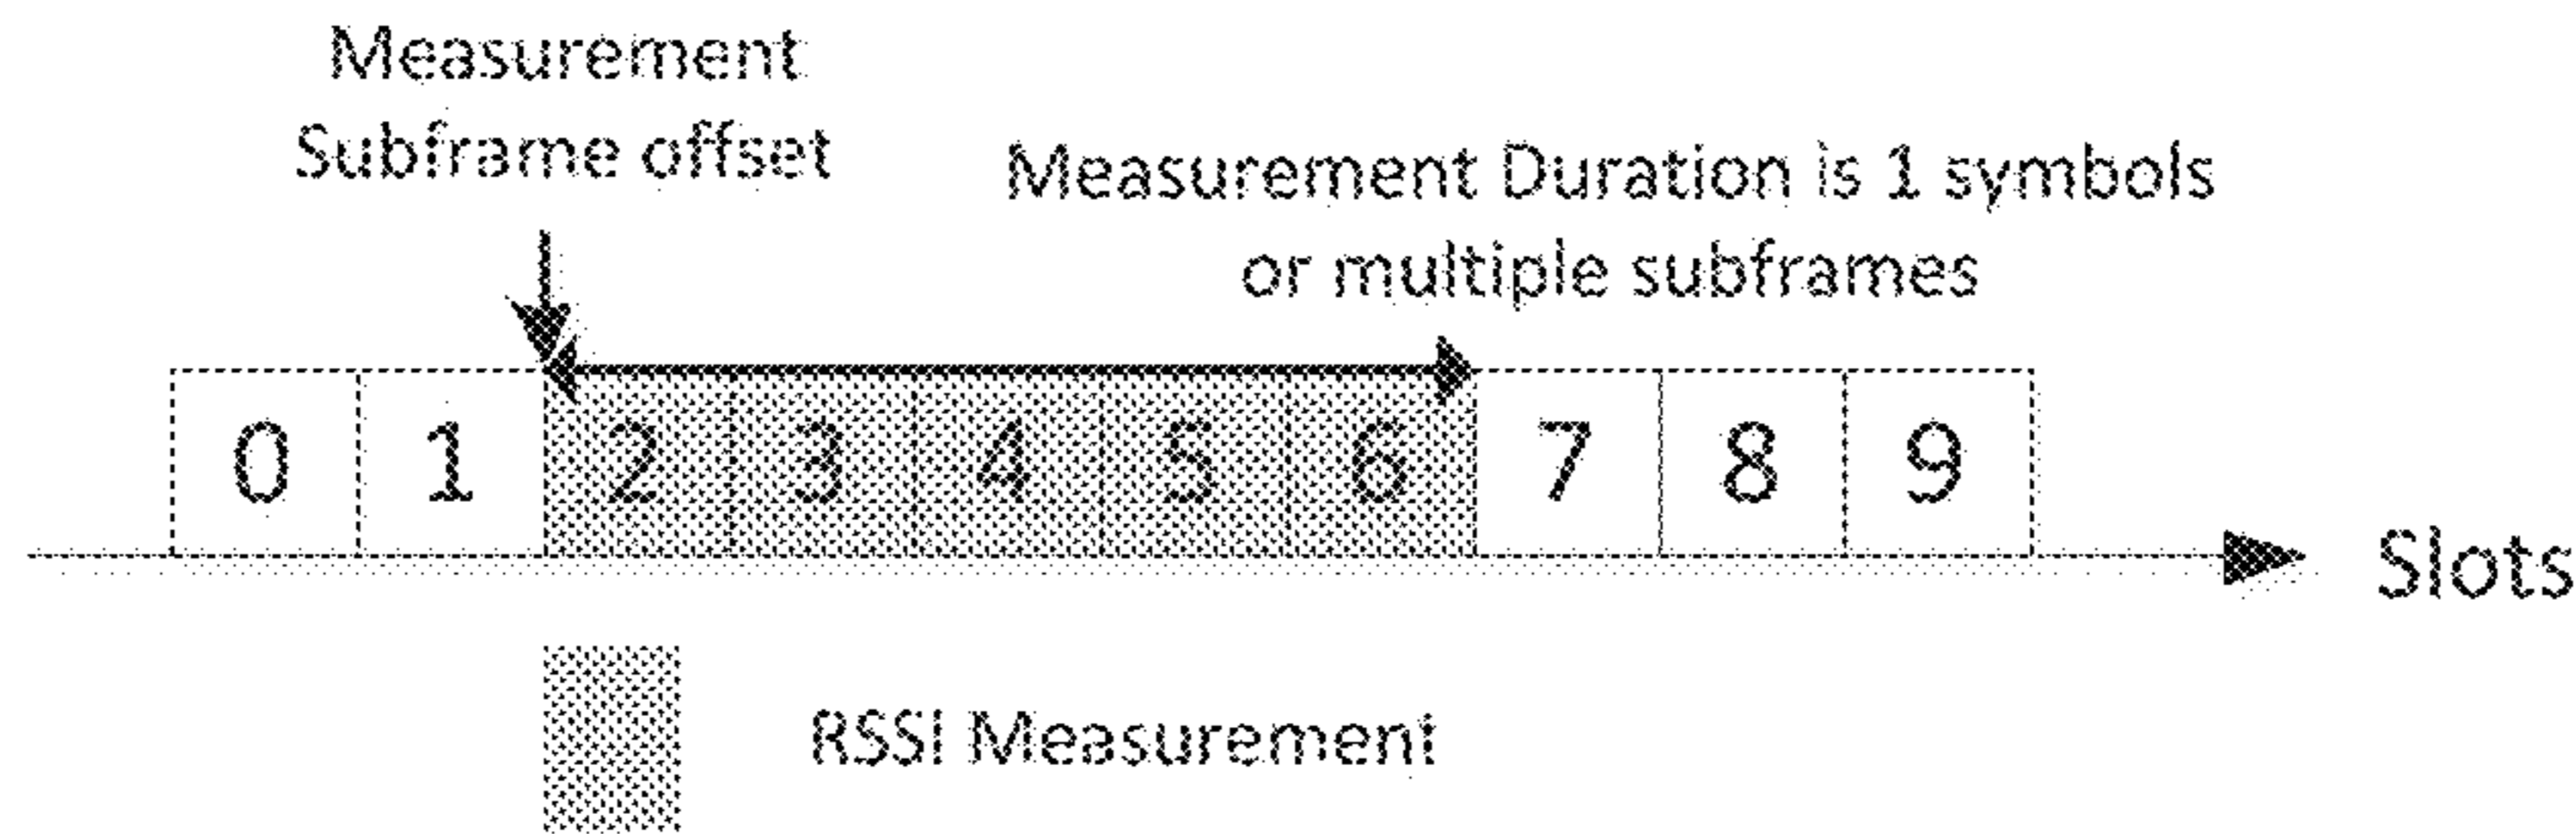 Measurement
Subframe offset
Measurement Duration is 1 symbols
or multiple subframes
0 1 2 3 4 5 6 7 8 9
Slots
RSSI Measurement